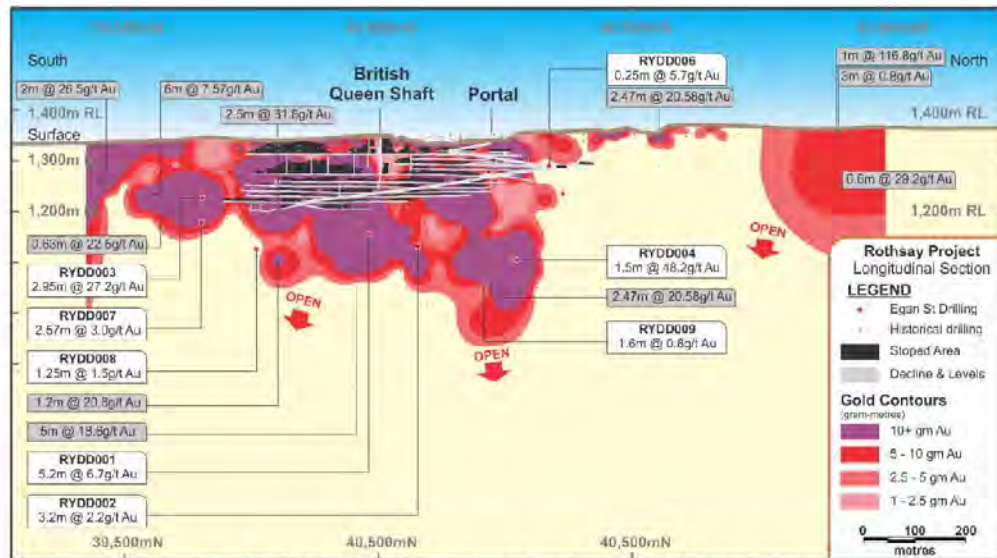 South
North
2m @ 26.5g/t Au
6m @ 7.57g/t Au
2.5m @ 31.6g/t Au
British
Queen Shaft
Portal
RYDD006
0.25m @ 5.7g/t Au
2.47m @ 20.58g/t Au
1m @ 116.8g/t Au
3m @ 0.8g/t Au
1,400m RL
1,400m RL
Surface
1,300m
1,200m
1,200m RL
0.6m @ 29.2g/t Au
0.63m @ 22.6g/t Au
RYDD003
2.95m @ 27.2g/t Au
RYDD007
2.57m @ 3.0g/t Au
RYDD008
1.25m @ 1.5g/t Au
1.2m @ 20.8g/t Au
5m @ 18.6g/t Au
RYDD001
5.2m @ 6.7g/t Au
RYDD002
3.2m @ 2.2g/t Au
OPEN
OPEN
OPEN
RYDD004
1.5m @ 48.2g/t Au
2.47m @ 20.58g/t Au
RYDD009
1.6m @ 0.8g/t Au
39,500mN
40,500mN
40,500mN
Rothsay Project
Longitudinal Section
LEGEND
Egan St Drilling
Historical drilling
Stoped Area
Decline & Levels
Gold Contours
(gram-metres)
10+ gm Au
5 - 10 gm Au
2.5 - 5 gm Au
1 - 2.5 gm Au
0 100 200
metres